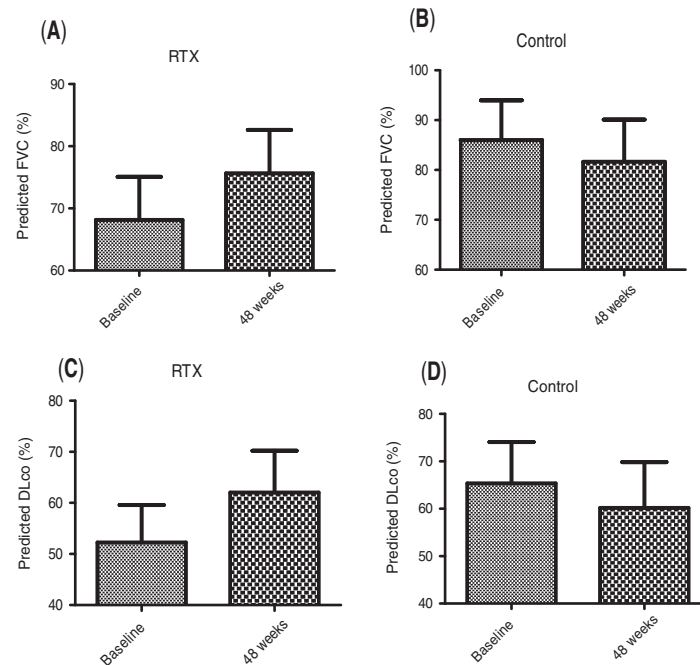 (A)
RTX
Predicted FVC (%)
90
80
70
60
Baseline
48 weeks
(B)
Control
Predicted FVC (%)
100
90
80
70
60
Baseline
48 weeks
(C)
RTX
Predicted DLco (%)
80
70
60
50
40
Baseline
48 weeks
(D)
Control
Predicted DLco (%)
80
70
60
50
40
Baseline
48 weeks